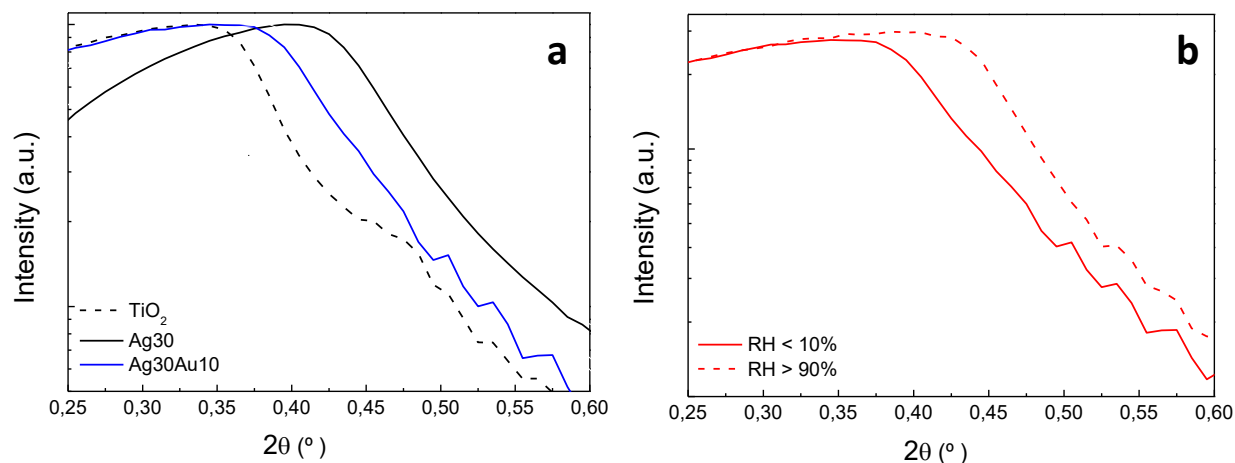 a
Intensity (a.u.)
TiO₂
Ag30
Ag30Au10
0,25 0,30 0,35 0,40 0,45 0,50 0,55 0,60
2θ (º )
b
Intensity (a.u.)
RH < 10%
RH > 90%
0,25 0,30 0,35 0,40 0,45 0,50 0,55 0,60
2θ (º )